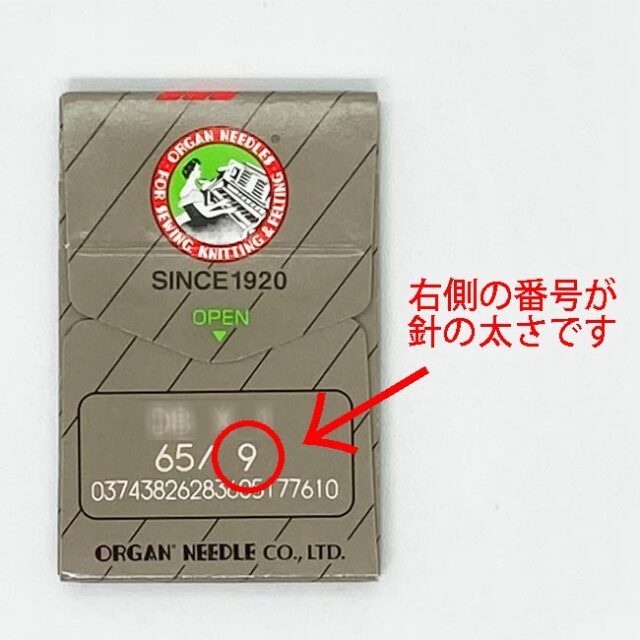 ORGAN NEEDLES
FOR SEWING, KNITTING & FELTING
®
SINCE1920
OPEN
右側の番号が
針の太さです
65/ 9
ORGAN® NEEDLE CO., LTD.